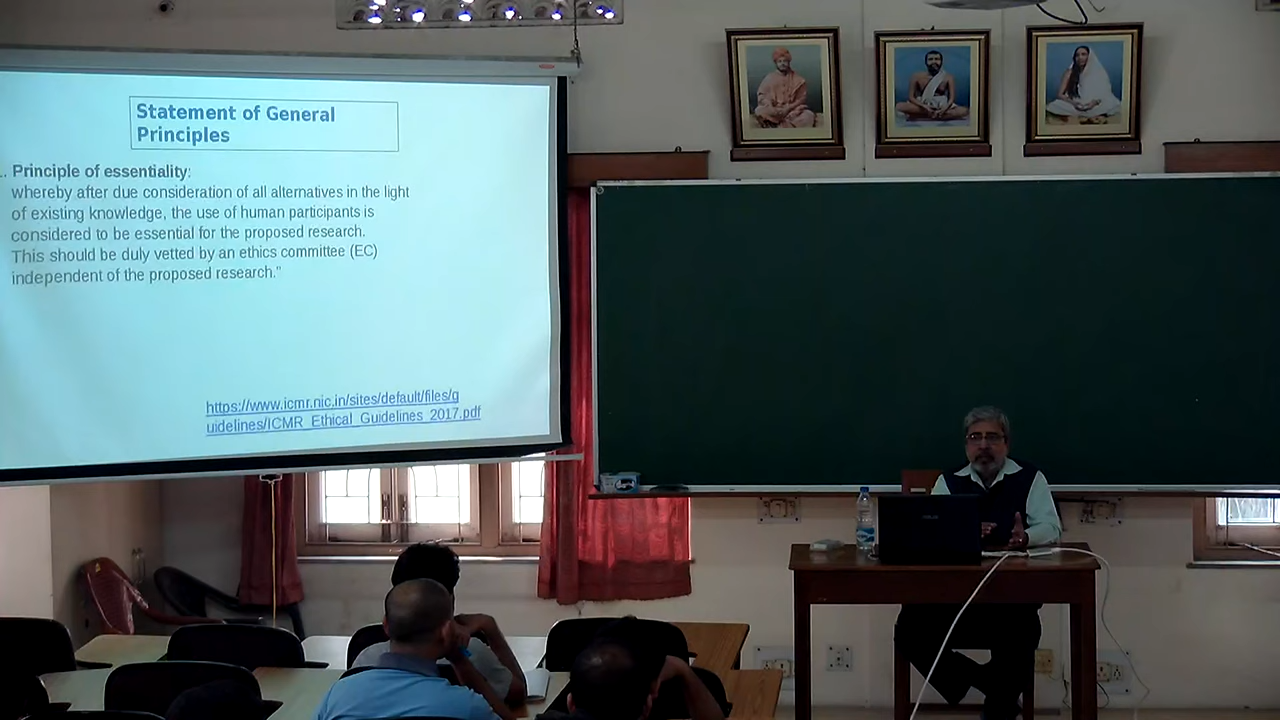 Statement of General
Principles
. Principle of essentiality:
whereby after due consideration of all alternatives in the light
of existing knowledge, the use of human participants is
considered to be essential for the proposed research.
This should be duly vetted by an ethics committee (EC)
independent of the proposed research."
https://www.icmr.nic.in/sites/default/files/g
uidelines/ICMR_Ethical_Guidelines_2017.pdf